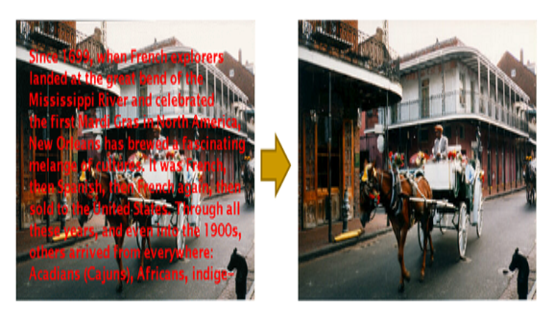 Since 1699, when French explorers
landed at the great bend of the
Mississippi River and celebrated
the first Mardi Gras in North America,
New Orleans has brewed a fascinating
melange of cultures. It was French,
then Spanish, then French again, then
sold to the United States. Through all
these years, and even into the 1900s,
others arrived from everywhere:
Acadians (Cajuns), Africans, indige-